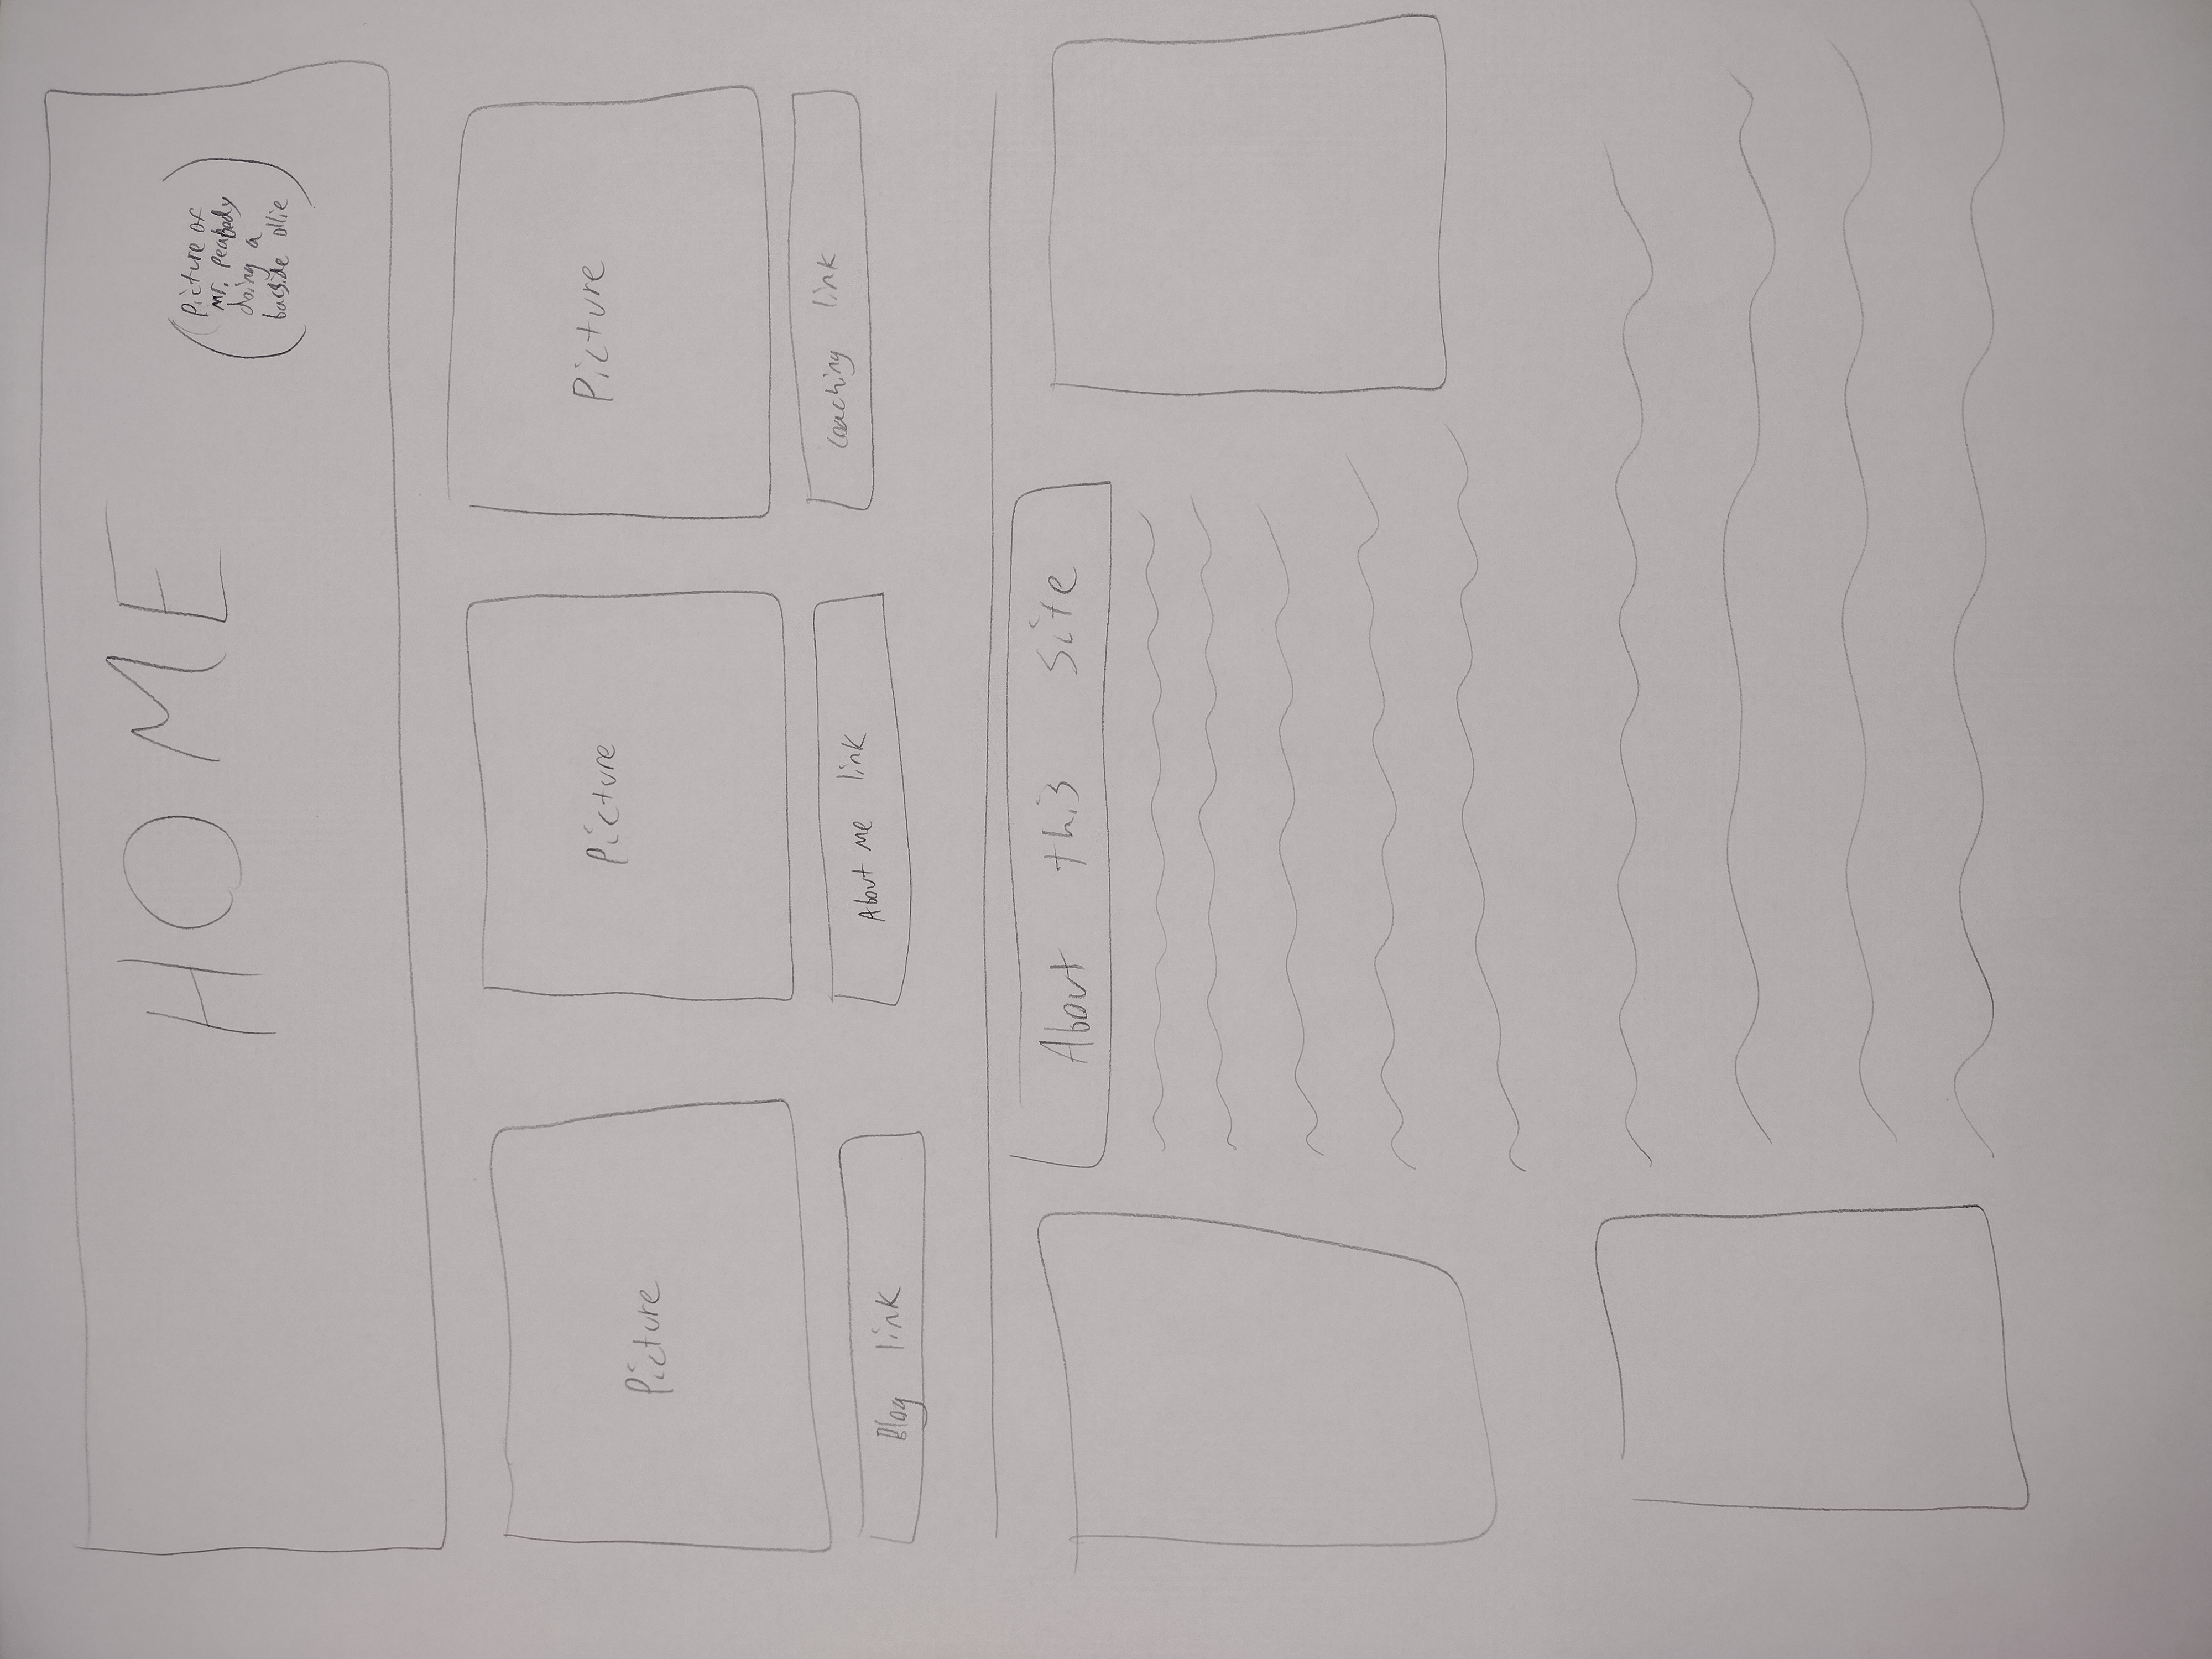 HOME
Picture of
Mr. Peabody
doing a
backside ollie
Picture
Picture
Picture
Blog link
About me link
Coaching link
About this Site